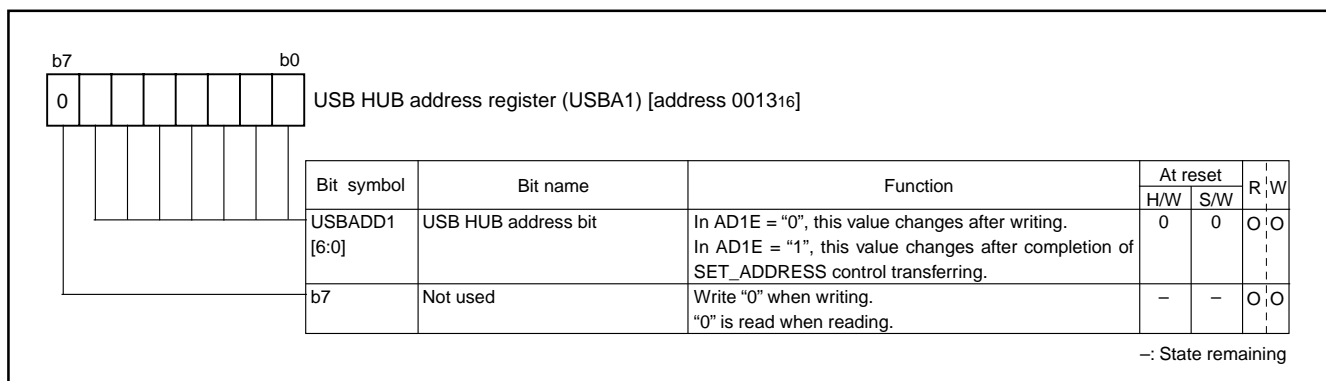 b7 b0
0
USB HUB address register (USBA1) [address 001316]
Bit symbol Bit name Function At reset R W
H/W S/W
USBADD1 USB HUB address bit In AD1E = “0”, this value changes after writing. 0 0 O O
[6:0] In AD1E = “1”, this value changes after completion of
SET_ADDRESS control transferring.
b7 Not used Write “0” when writing. – – O O
“0” is read when reading.
–: State remaining